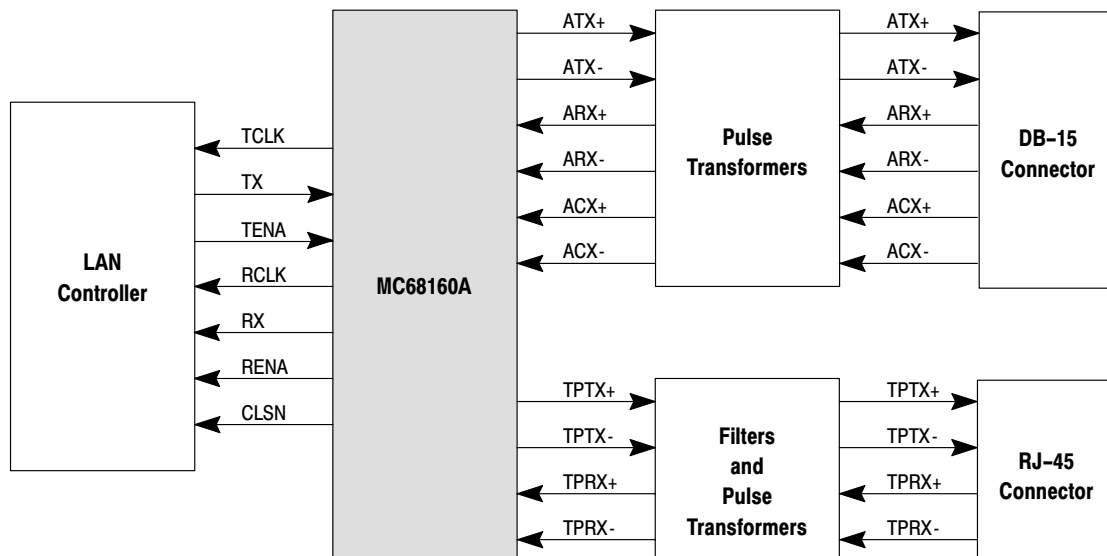 LAN
Controller
TCLK
TX
TENA
RCLK
RX
RENA
CLSN
MC68160A
ATX+
ATX-
ARX+
ARX-
ACX+
ACX-
Pulse
Transformers
ATX+
ATX-
ARX+
ARX-
ACX+
ACX-
DB–15
Connector
TPTX+
TPTX-
TPRX+
TPRX-
Filters
and
Pulse
Transformers
TPTX+
TPTX-
TPRX+
TPRX-
RJ–45
Connector